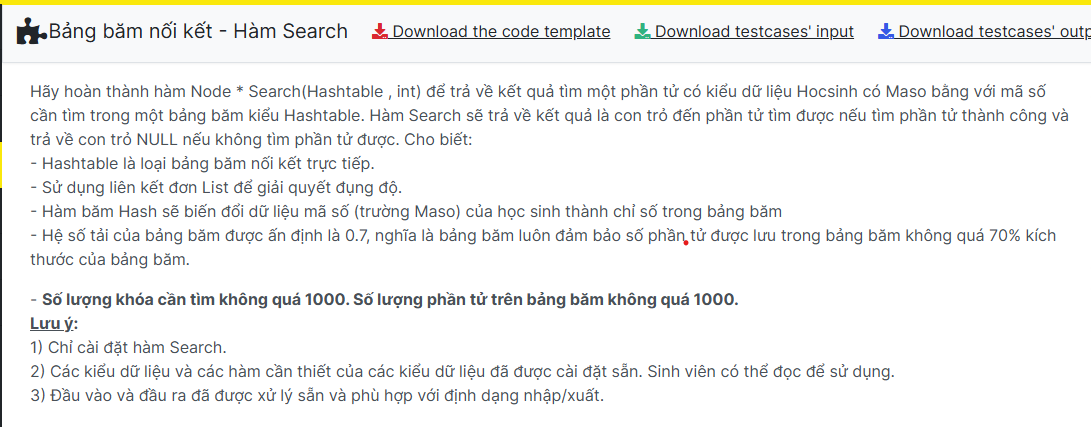 Bảng băm nối kết - Hàm Search Download the code template Download testcases' input Download testcases' outp
Hãy hoàn thành hàm Node * Search(Hashtable , int) để trả về kết quả tìm một phần tử có kiểu dữ liệu Hocsinh có Maso bằng với mã số
cần tìm trong một bảng băm kiểu Hashtable. Hàm Search sẽ trả về kết quả là con trỏ đến phần tử tìm được nếu tìm phần tử thành công và
trả về con trỏ NULL nếu không tìm phần tử được. Cho biết:
- Hashtable là loại bảng băm nối kết trực tiếp.
- Sử dụng liên kết đơn List để giải quyết đụng độ.
- Hàm băm Hash sẽ biến đổi dữ liệu mã số (trường Maso) của học sinh thành chỉ số trong bảng băm
- Hệ số tải của bảng băm được ấn định là 0.7, nghĩa là bảng băm luôn đảm bảo số phần tử được lưu trong bảng băm không quá 70% kích
thước của bảng băm.
- Số lượng khóa cần tìm không quá 1000. Số lượng phần tử trên bảng băm không quá 1000.
Lưu ý:
1) Chỉ cài đặt hàm Search.
2) Các kiểu dữ liệu và các hàm cần thiết của các kiểu dữ liệu đã được cài đặt sẵn. Sinh viên có thể đọc để sử dụng.
3) Đầu vào và đầu ra đã được xử lý sẵn và phù hợp với định dạng nhập/xuất.